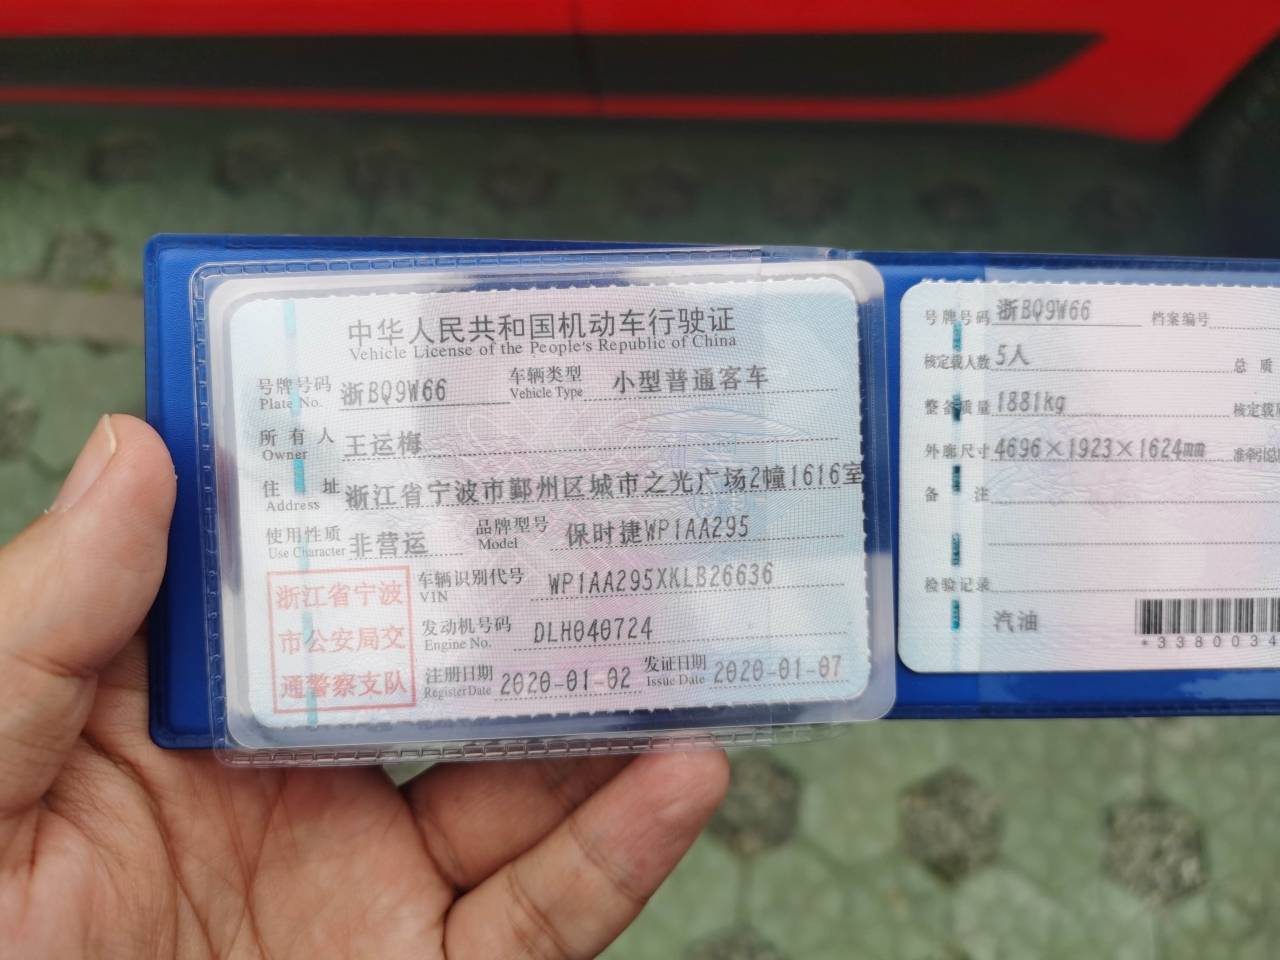 中华人民共和国机动车行驶证
Vehicle License of the People's Republic of China
号牌号码 浙BQ9W66 车辆类型 小型普通客车
Plate No. Vehicle Type
所有人 王运梅
Owner
住址 浙江省宁波市鄞州区城市之光广场2幢1616室
Address
使用性质 非营运 品牌型号 保时捷WP1AA295
Use Character Model
车辆识别代号 WP1AA295XKLB26636
VIN
发动机号码 DLH040724
Engine No.
注册日期 2020-01-02 发证日期 2020-01-07
Register Date Issue Date
浙江省宁波
市公安局交
通警察支队
号牌号码 浙BQ9W66 档案编号
核定载人数 5人 总质
整备质量 1881kg 核定载
外廓尺寸 4696×1923×1624mm 准牵引总
备注
检验记录
汽油
*3380034